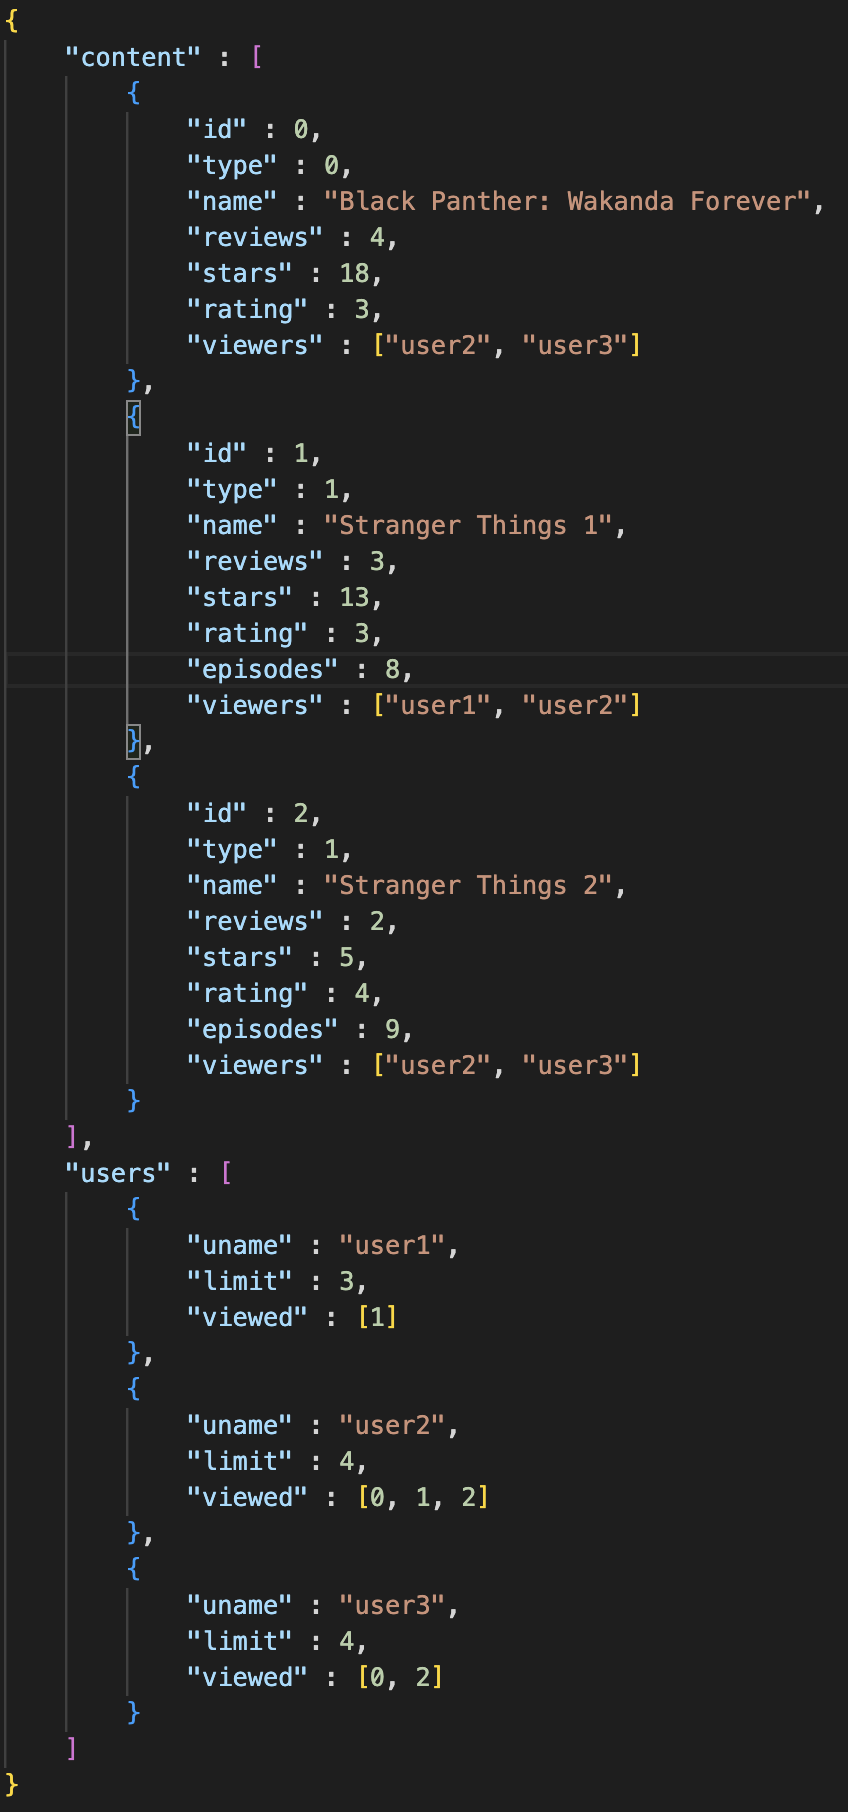 {
    "content" : [
        {
            "id" : 0,
            "type" : 0,
            "name" : "Black Panther: Wakanda Forever",
            "reviews" : 4,
            "stars" : 18,
            "rating" : 3,
            "viewers" : ["user2", "user3"]
        },
        {
            "id" : 1,
            "type" : 1,
            "name" : "Stranger Things 1",
            "reviews" : 3,
            "stars" : 13,
            "rating" : 3,
            "episodes" : 8,
            "viewers" : ["user1", "user2"]
        },
        {
            "id" : 2,
            "type" : 1,
            "name" : "Stranger Things 2",
            "reviews" : 2,
            "stars" : 5,
            "rating" : 4,
            "episodes" : 9,
            "viewers" : ["user2", "user3"]
        }
    ],
    "users" : [
        {
            "uname" : "user1",
            "limit" : 3,
            "viewed" : [1]
        },
        {
            "uname" : "user2",
            "limit" : 4,
            "viewed" : [0, 1, 2]
        },
        {
            "uname" : "user3",
            "limit" : 4,
            "viewed" : [0, 2]
        }
    ]
}